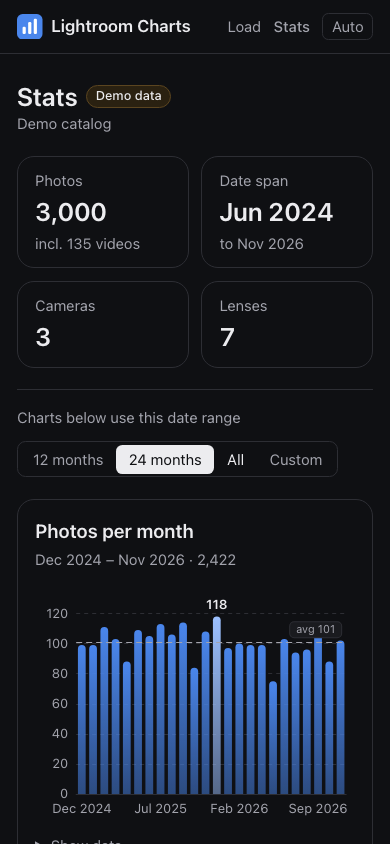 Lightroom Charts
Load Stats Auto
Stats Demo data
Demo catalog
Photos
3,000
incl. 135 videos
Date span
Jun 2024
to Nov 2026
Cameras
3
Lenses
7
Charts below use this date range
12 months 24 months All Custom
Photos per month
Dec 2024 – Nov 2026 · 2,422
118
120
avg 101
100
80
60
40
20
0
Dec 2024 Jul 2025 Feb 2026 Sep 2026
Show data